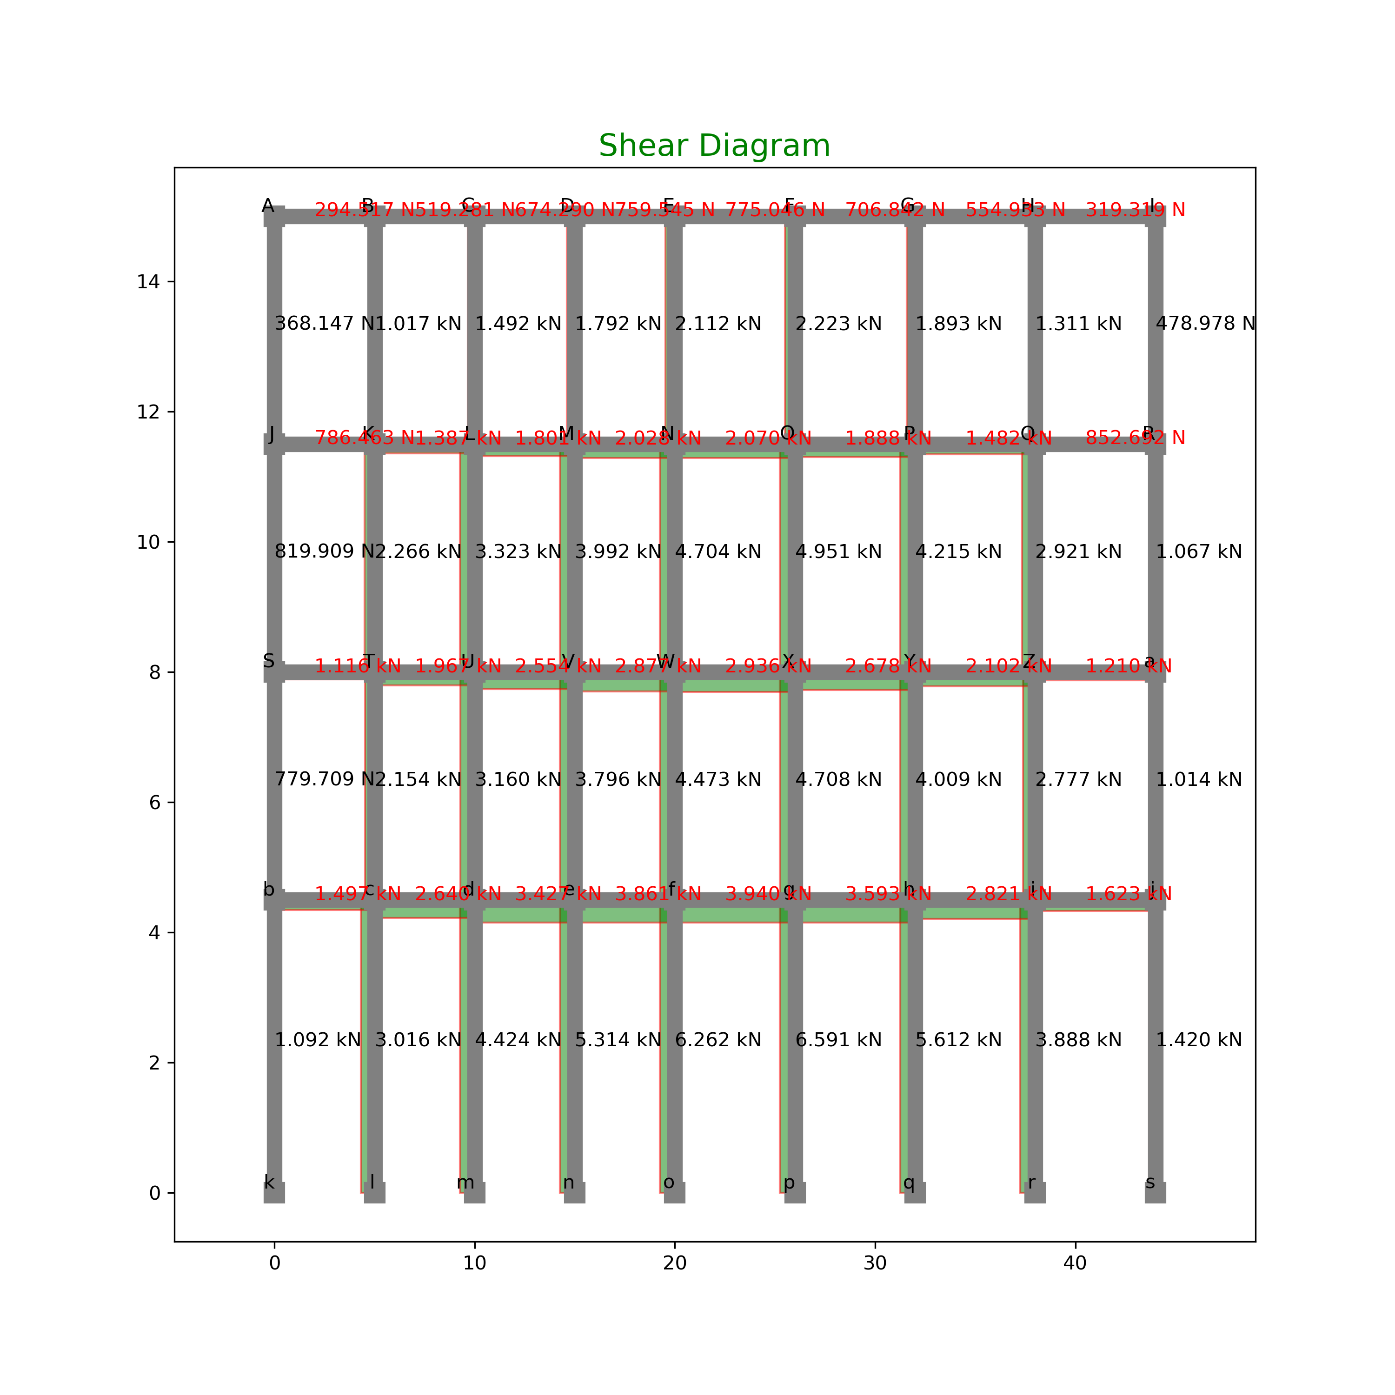 Shear Diagram
A B C D E F G H I
294.517 N 519.281 N 674.290 N 759.545 N 775.046 N 706.842 N 554.953 N 319.319 N
14
368.147 N 1.017 kN 1.492 kN 1.792 kN 2.112 kN 2.223 kN 1.893 kN 1.311 kN 478.978 N
12
J K L M N O P Q R
786.463 N 1.387 kN 1.801 kN 2.028 kN 2.070 kN 1.888 kN 1.482 kN 852.692 N
10
819.909 N 2.266 kN 3.323 kN 3.992 kN 4.704 kN 4.951 kN 4.215 kN 2.921 kN 1.067 kN
S T U V W X Y Z a
8
1.116 kN 1.967 kN 2.554 kN 2.877 kN 2.936 kN 2.678 kN 2.102 kN 1.210 kN
779.709 N 2.154 kN 3.160 kN 3.796 kN 4.473 kN 4.708 kN 4.009 kN 2.777 kN 1.014 kN
6
b c d e f g h i j
1.497 kN 2.640 kN 3.427 kN 3.861 kN 3.940 kN 3.593 kN 2.821 kN 1.623 kN
4
1.092 kN 3.016 kN 4.424 kN 5.314 kN 6.262 kN 6.591 kN 5.612 kN 3.888 kN 1.420 kN
2
k l m n o p q r s
0
0 10 20 30 40